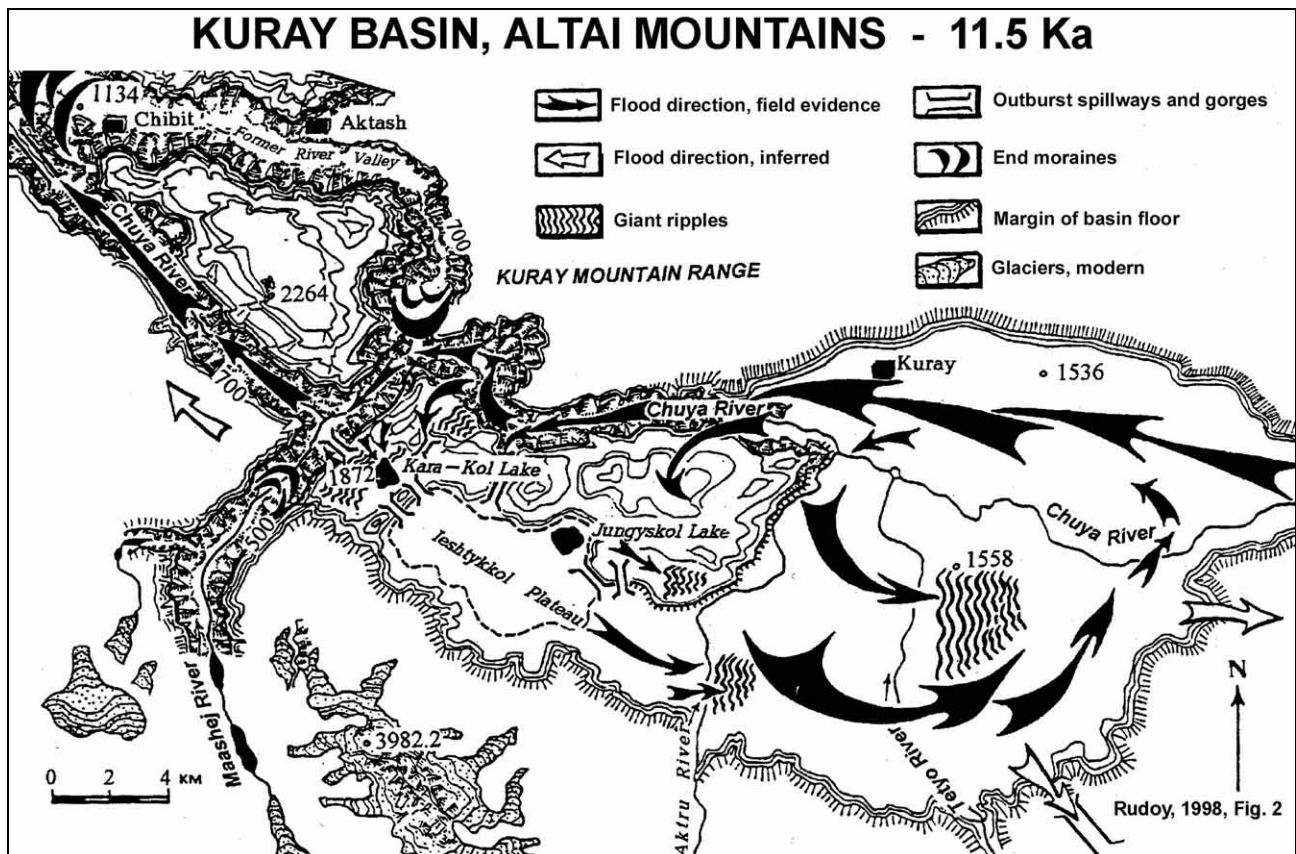 KURAY BASIN, ALTAI MOUNTAINS - 11.5 Ka
Flood direction, field evidence
Flood direction, inferred
Giant ripples
KURAY MOUNTAIN RANGE
Outburst spillways and gorges
End moraines
Margin of basin floor
Glaciers, modern
1134
Chibit
Aktash
Former River Valley
Chuya River
2264
700
700
Kuray
1536
Chuya River
1872
Kara-Kol Lake
Jungyskol Lake
Ieshtykkol Plateau
500
Chuya River
1558
Maashej River
3982.2
Aktru River
Tetyo River
N
0 2 4 км
Rudoy, 1998, Fig. 2